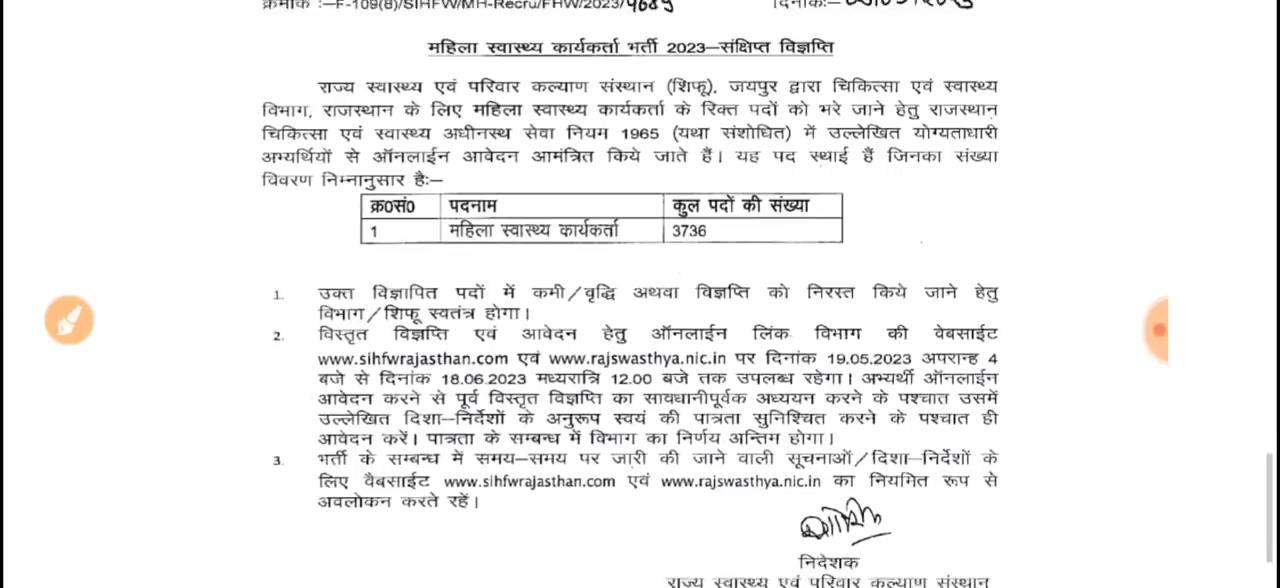 क्रमांक :–F-109(8)/SIHFW/MH-Recru/FHW/2023/4689 दिनांक:–
महिला स्वास्थ्य कार्यकर्ता भर्ती 2023–संक्षिप्त विज्ञप्ति
राज्य स्वास्थ्य एवं परिवार कल्याण संस्थान (शिफू), जयपुर द्वारा चिकित्सा एवं स्वास्थ्य
विभाग, राजस्थान के लिए महिला स्वास्थ्य कार्यकर्ता के रिक्त पदों को भरे जाने हेतु राजस्थान
चिकित्सा एवं स्वास्थ्य अधीनस्थ सेवा नियम 1965 (यथा संशोधित) में उल्लेखित योग्यताधारी
अभ्यर्थियों से ऑनलाईन आवेदन आमंत्रित किये जाते हैं। यह पद स्थाई हैं जिनका संख्या
विवरण निम्नानुसार हैः–
क्र0सं0 पदनाम कुल पदों की संख्या
1 महिला स्वास्थ्य कार्यकर्ता 3736
1. उक्त विज्ञापित पदों में कमी/वृद्धि अथवा विज्ञप्ति को निरस्त किये जाने हेतु
विभाग/शिफू स्वतंत्र होगा।
2. विस्तृत विज्ञप्ति एवं आवेदन हेतु ऑनलाईन लिंक विभाग की वेबसाईट
www.sihfwrajasthan.com एवं www.rajswasthya.nic.in पर दिनांक 19.05.2023 अपरान्ह 4
बजे से दिनांक 18.06.2023 मध्यरात्रि 12.00 बजे तक उपलब्ध रहेगा। अभ्यर्थी ऑनलाईन
आवेदन करने से पूर्व विस्तृत विज्ञप्ति का सावधानीपूर्वक अध्ययन करने के पश्चात उसमें
उल्लेखित दिशा–निर्देशों के अनुरूप स्वयं की पात्रता सुनिश्चित करने के पश्चात ही
आवेदन करें। पात्रता के सम्बन्ध में विभाग का निर्णय अन्तिम होगा।
3. भर्ती के सम्बन्ध में समय–समय पर जारी की जाने वाली सूचनाओं/दिशा–निर्देशों के
लिए वैबसाईट www.sihfwrajasthan.com एवं www.rajswasthya.nic.in का नियमित रूप से
अवलोकन करते रहें।
निदेशक
राज्य स्वास्थ्य एवं परिवार कल्याण संस्थान